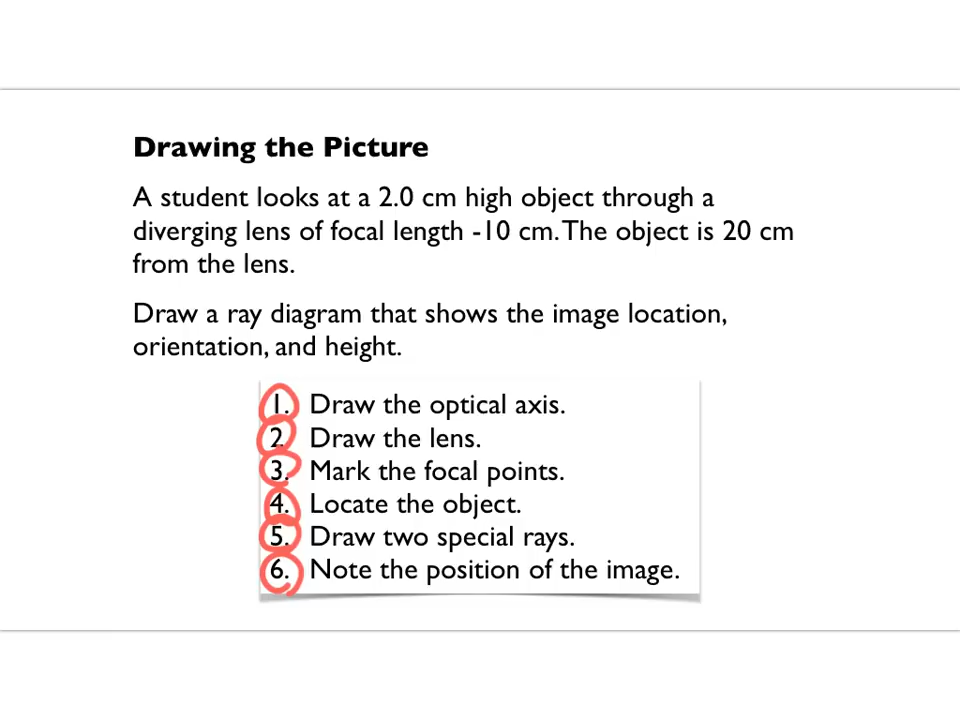 Drawing the Picture
A student looks at a 2.0 cm high object through a
diverging lens of focal length -10 cm. The object is 20 cm
from the lens.
Draw a ray diagram that shows the image location,
orientation, and height.
1. Draw the optical axis.
2. Draw the lens.
3. Mark the focal points.
4. Locate the object.
5. Draw two special rays.
6. Note the position of the image.